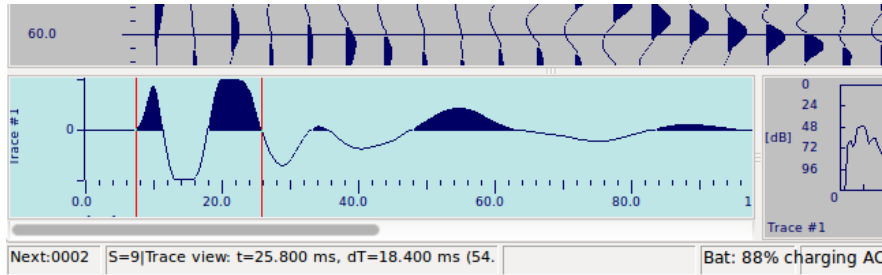 60.0
Trace #1
0
0.0 20.0 40.0 60.0 80.0 1
0
24
48
72
96
[dB]
0
Trace #1
Next:0002 S=9|Trace view: t=25.800 ms, dT=18.400 ms (54. Bat: 88% charging AC